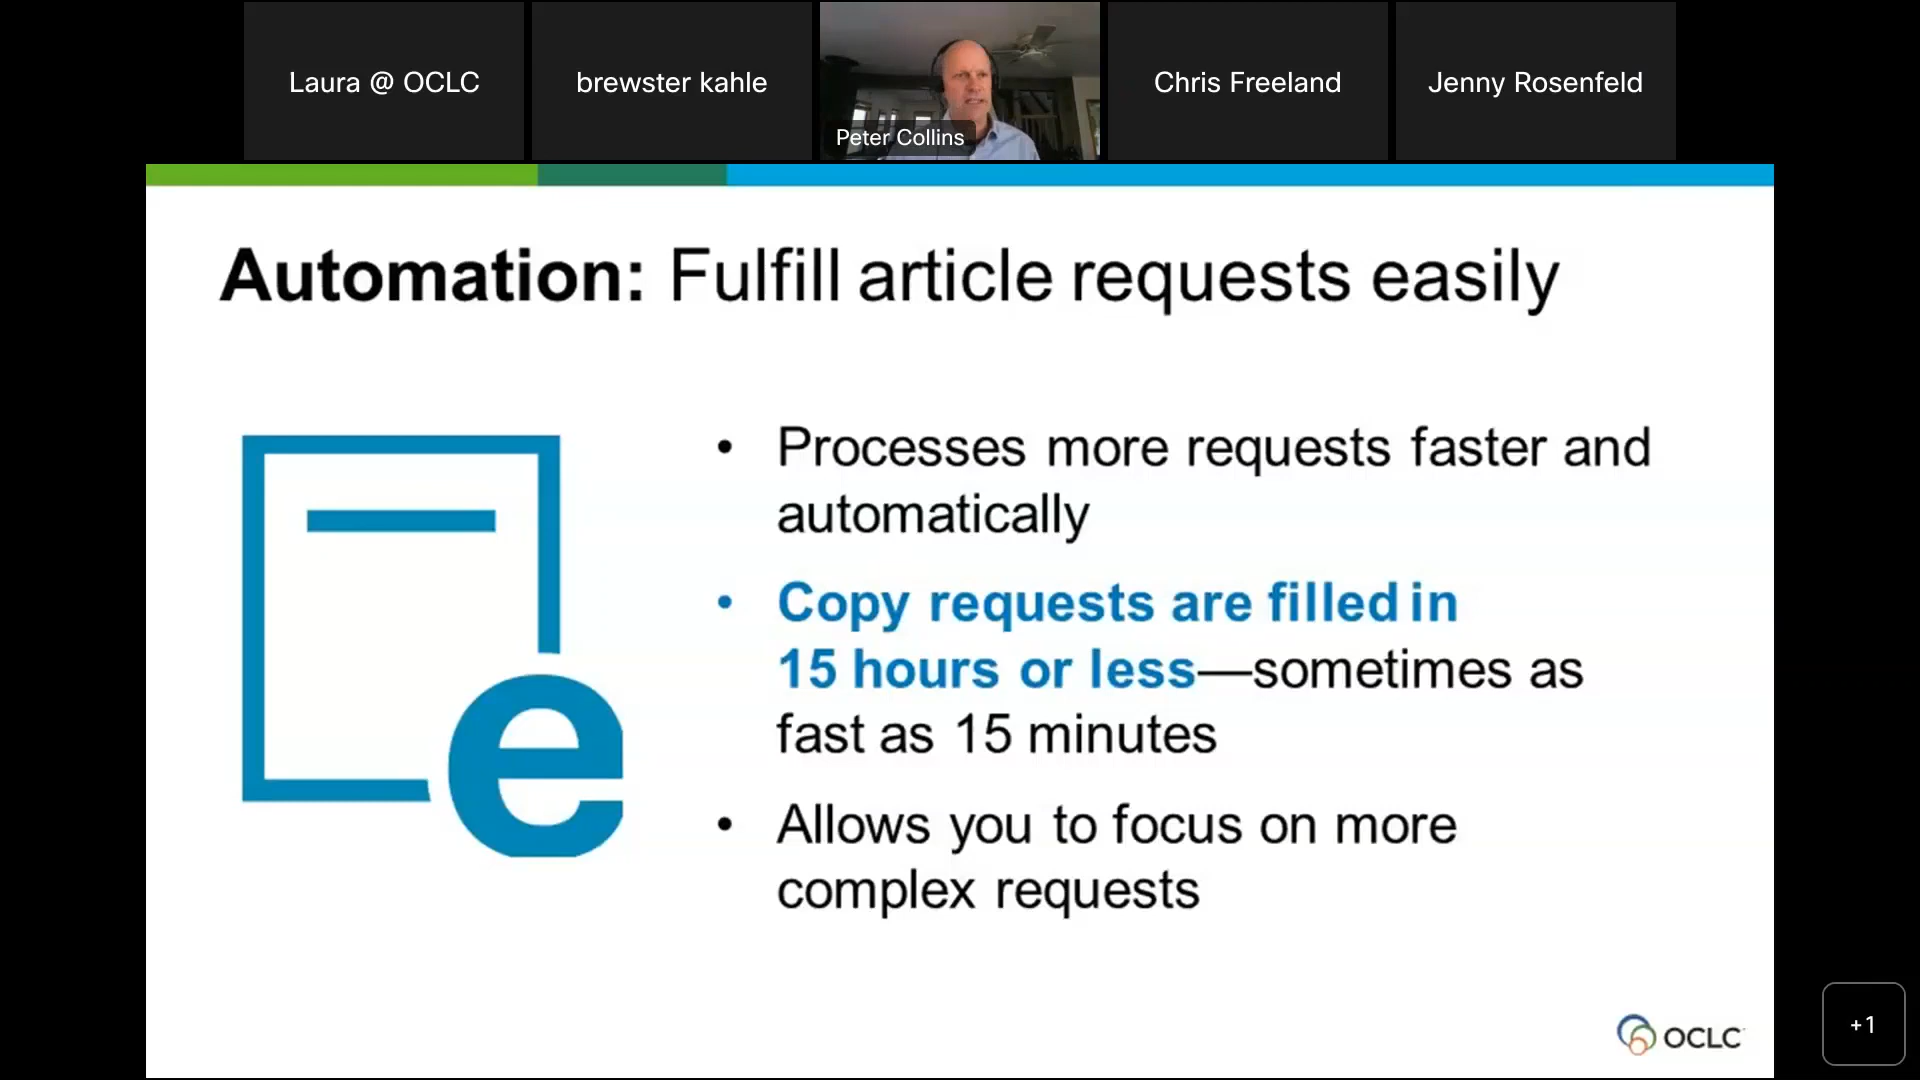 Laura @ OCLC
brewster kahle
Peter Collins
Chris Freeland
Jenny Rosenfeld
Automation: Fulfill article requests easily
• Processes more requests faster and
automatically
• Copy requests are filled in
15 hours or less—sometimes as
fast as 15 minutes
• Allows you to focus on more
complex requests
e
OCLC
+1